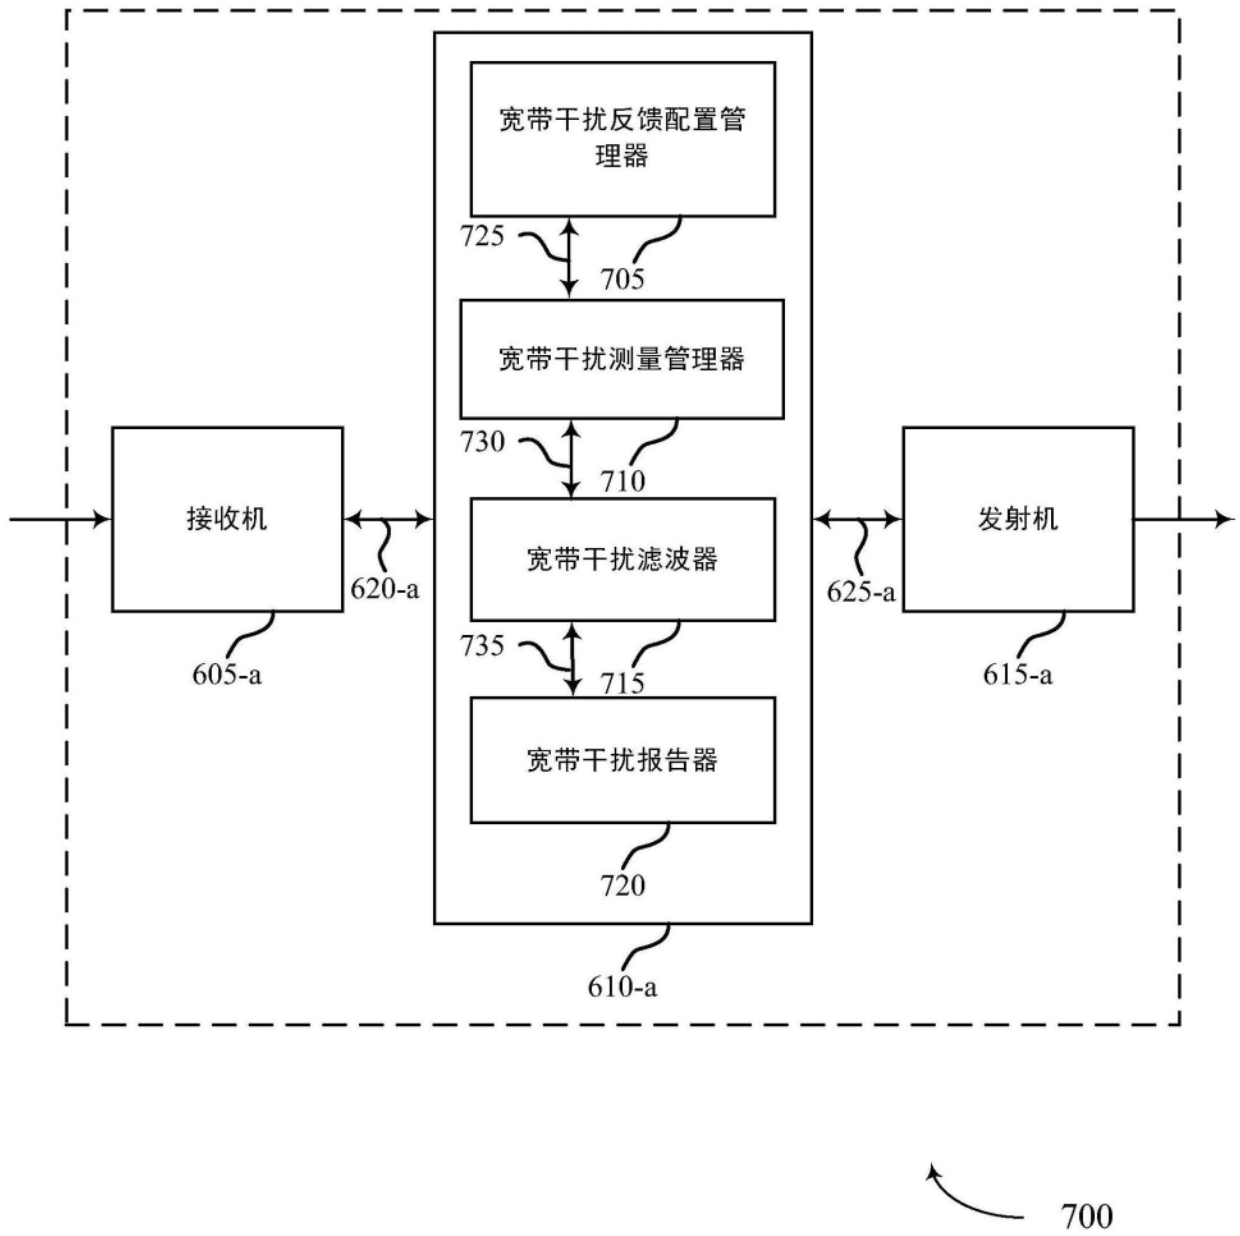 宽带干扰反馈配置管
理器
725
705
宽带干扰测量管理器
730
710
接收机
620-a
605-a
宽带干扰滤波器
735
715
发射机
625-a
615-a
宽带干扰报告器
720
610-a
700